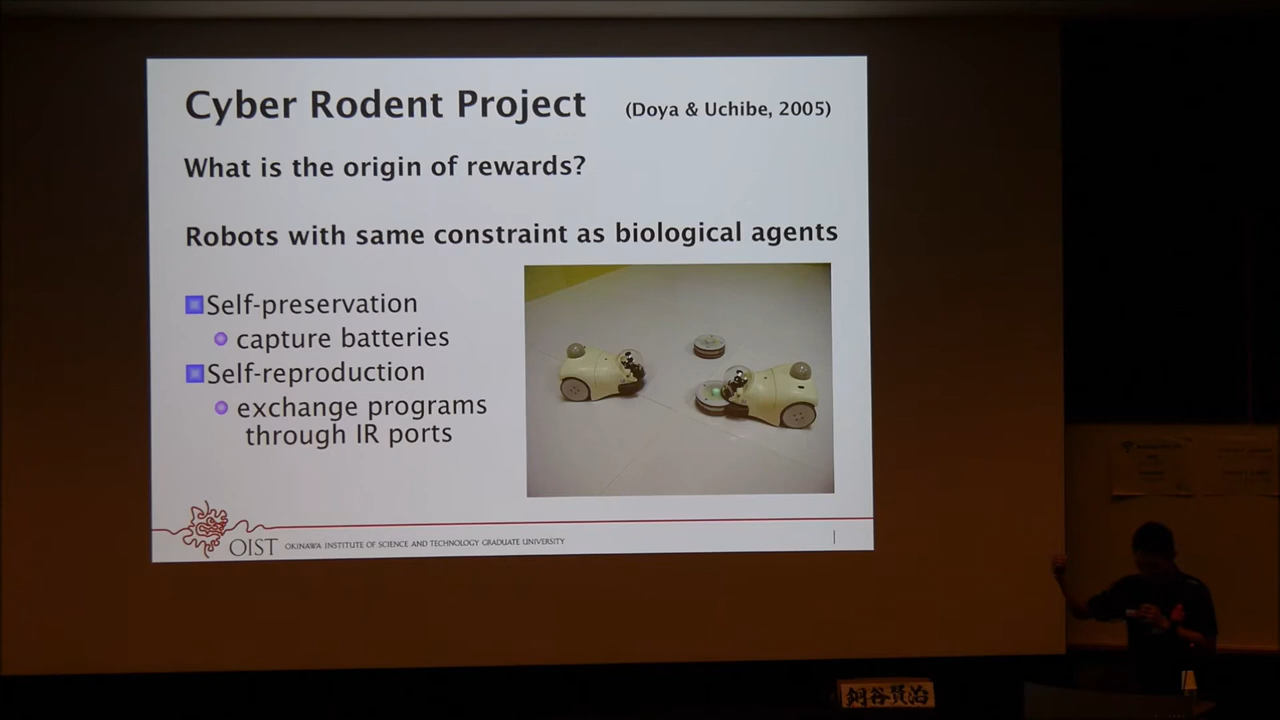 Cyber Rodent Project (Doya & Uchibe, 2005)
What is the origin of rewards?
Robots with same constraint as biological agents
Self-preservation
capture batteries
Self-reproduction
exchange programs
through IR ports
OIST OKINAWA INSTITUTE OF SCIENCE AND TECHNOLOGY GRADUATE UNIVERSITY
銅谷賢治